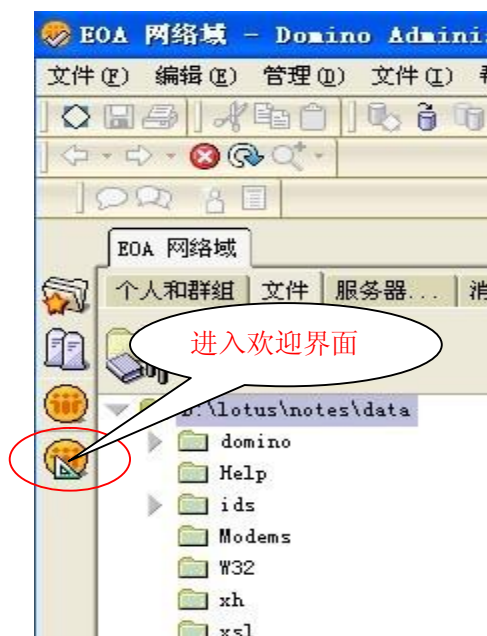 EOA 网络域 - Domino Admini
文件(F) 编辑(E) 管理(D) 文件(I)
EOA 网络域
个人和群组 文件 服务器... 消
进入欢迎界面
D:\lotus\notes\data
domino
Help
ids
Modems
W32
xh
xsl